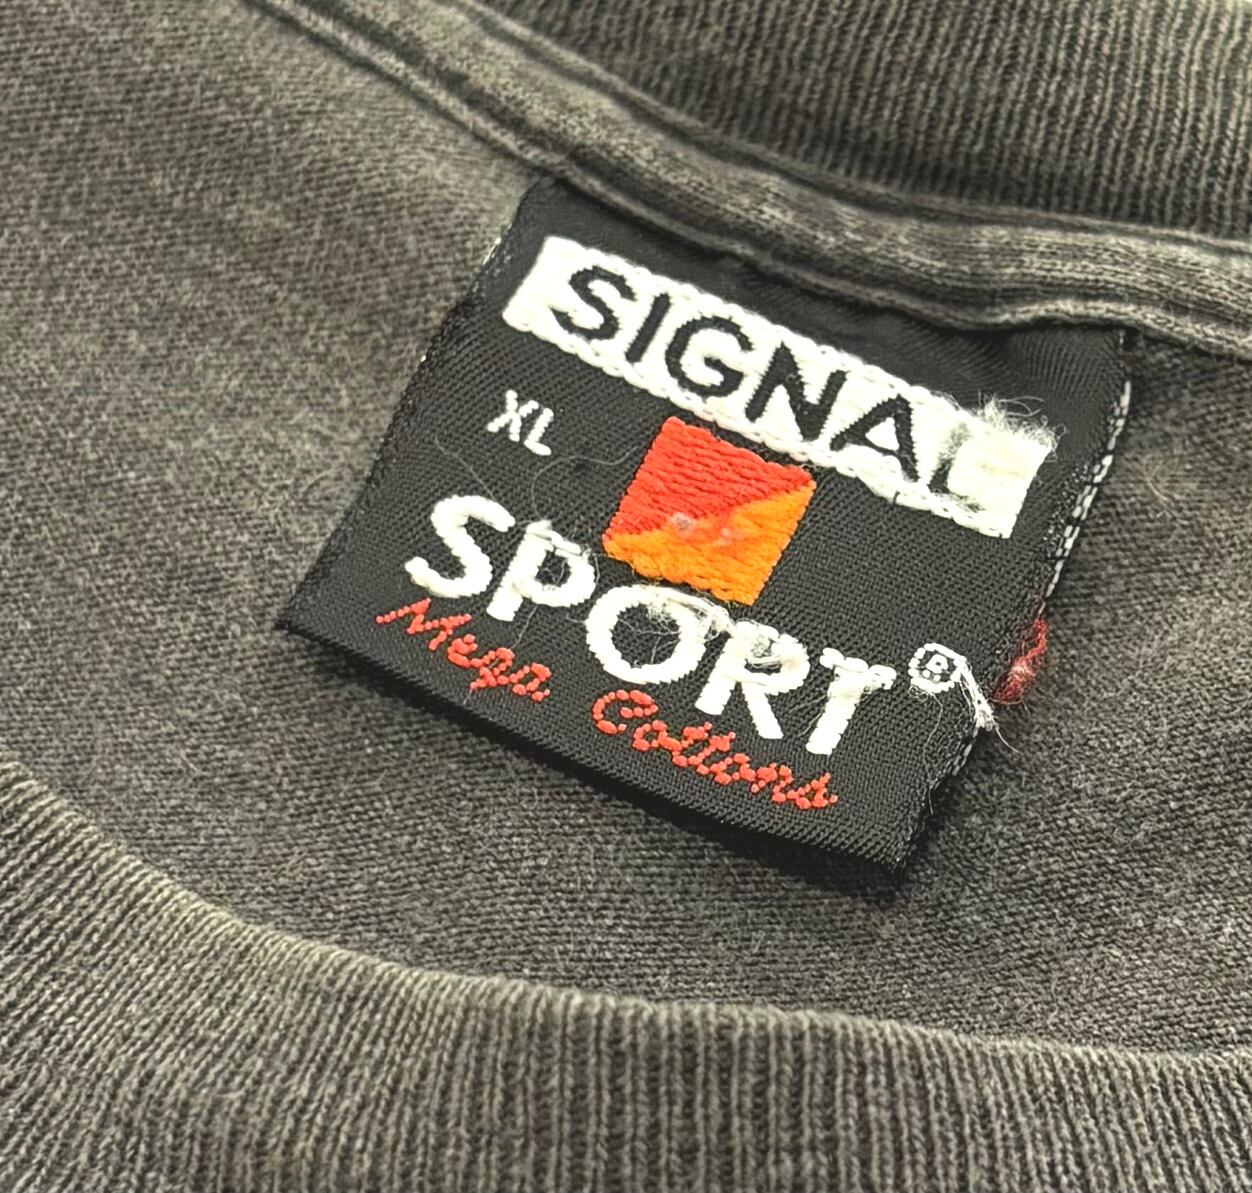 SIGNAL
XL
SPORT®
Mega Cottons